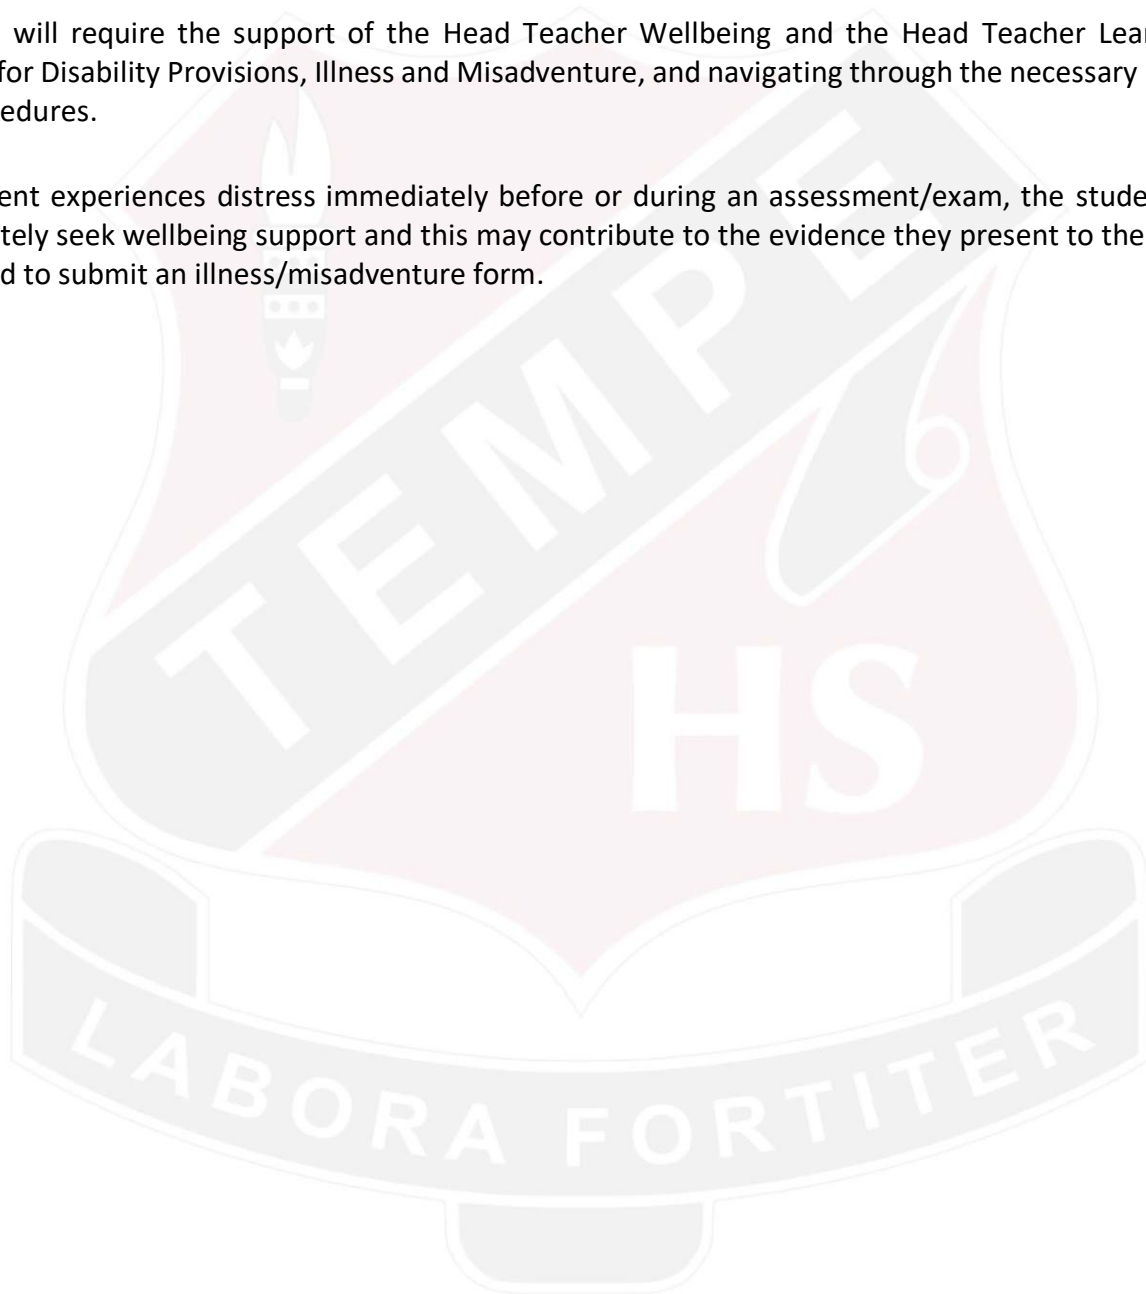 will require the support of the Head Teacher Wellbeing and the Head Teacher Lear
for Disability Provisions, Illness and Misadventure, and navigating through the necessary
edures.
ent experiences distress immediately before or during an assessment/exam, the stude
tely seek wellbeing support and this may contribute to the evidence they present to the
d to submit an illness/misadventure form.
TEMPE
HS
LABORA FORTITER